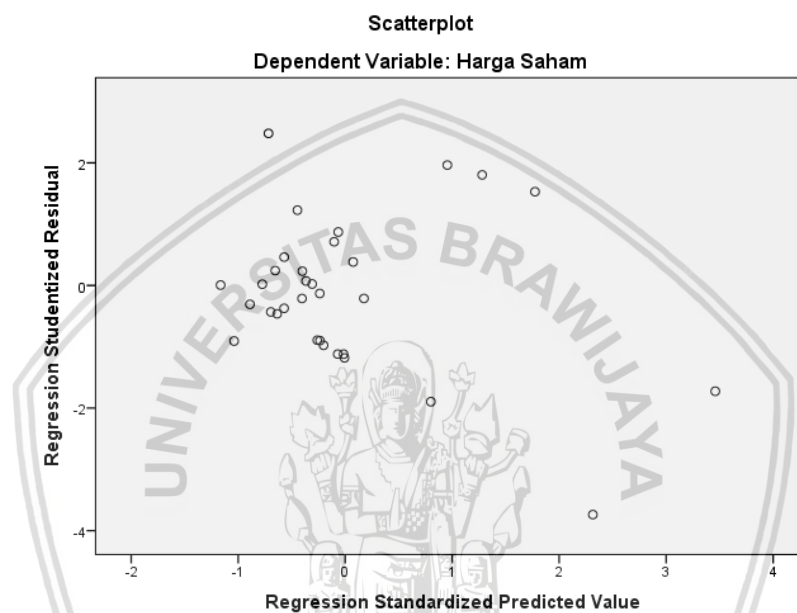 Scatterplot
Dependent Variable: Harga Saham
Regression Studentized Residual
2
0
-2
-4
UNIVERSITAS BRAWIJAYA
-2 -1 0 1 2 3 4
Regression Standardized Predicted Value